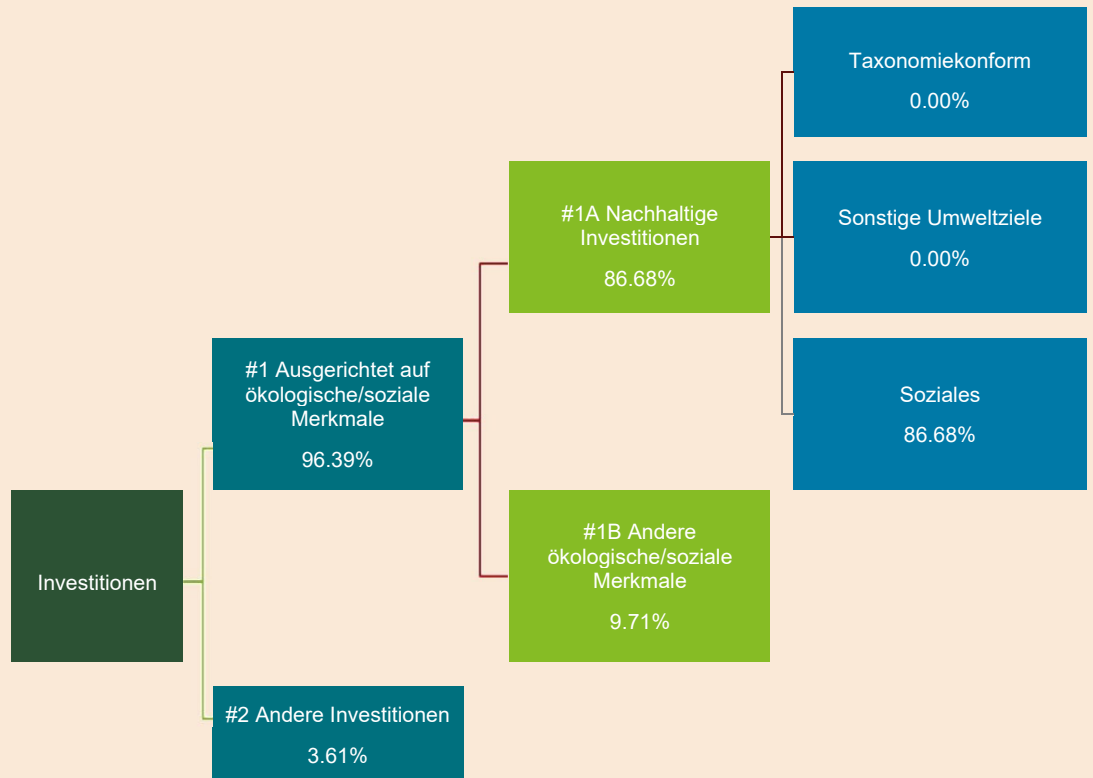 Taxonomiekonform
0.00%
#1A Nachhaltige
Investitionen
86.68%
Sonstige Umweltziele
0.00%
#1 Ausgerichtet auf
ökologische/soziale
Merkmale
96.39%
Soziales
86.68%
Investitionen
#1B Andere
ökologische/soziale
Merkmale
9.71%
#2 Andere Investitionen
3.61%